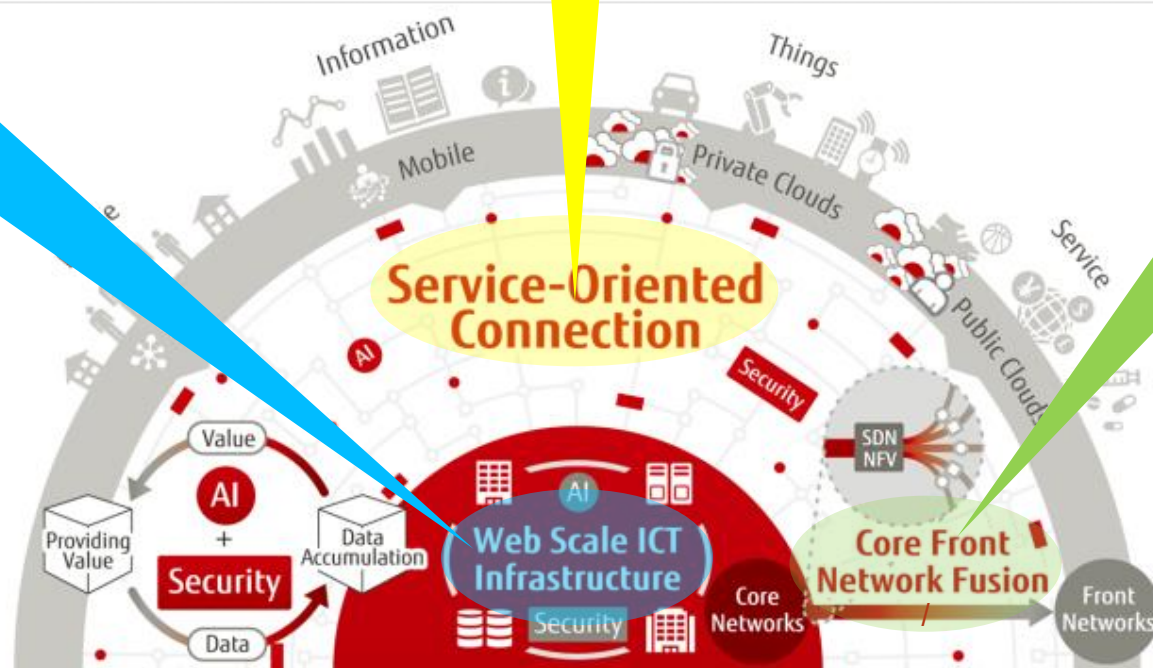 Information
Things
Mobile
Private Clouds
Service
Public Clouds
Service-Oriented
Connection
AI
Security
SDN
NFV
Value
AI
+
Security
Providing
Value
Data
Accumulation
Data
AI
Web Scale ICT
Infrastructure
Security
Core
Networks
Core Front
Network Fusion
Front
Networks